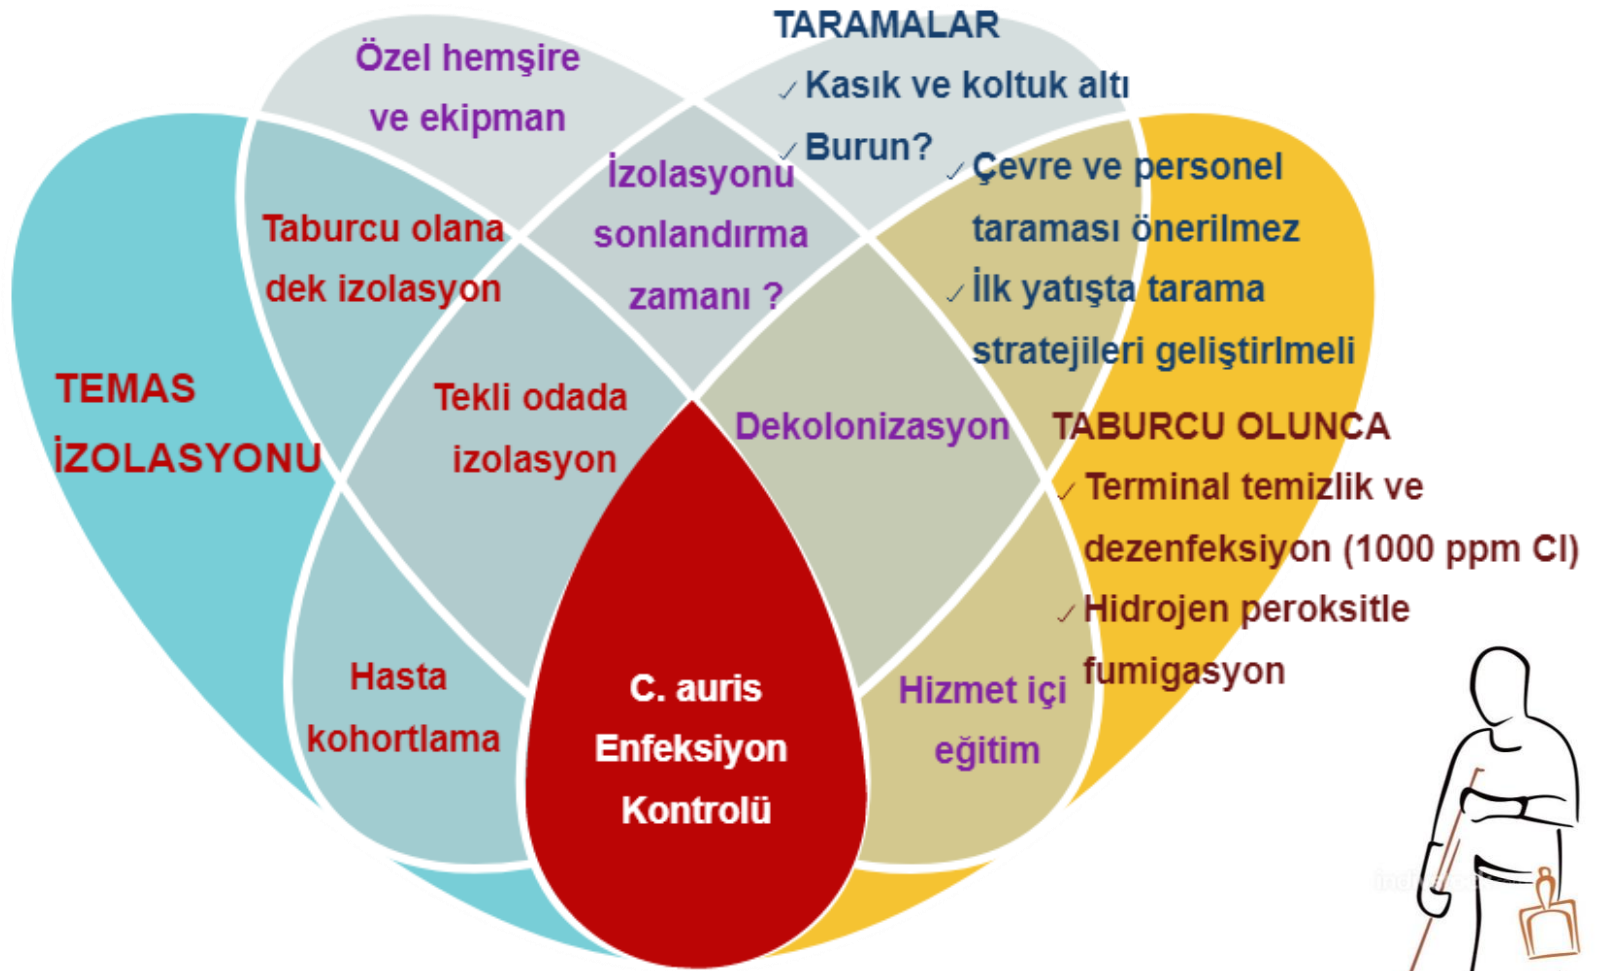 Özel hemşire
ve ekipman
TARAMALAR
✓ Kasık ve koltuk altı
✓ Burun?
✓ Çevre ve personel
taraması önerilmez
✓ İlk yatışta tarama
stratejileri geliştirlmeli
İzolasyonu
sonlandırma
zamanı ?
Taburcu olana
dek izolasyon
TEMAS
İZOLASYONU
Tekli odada
izolasyon
Dekolonizasyon
TABURCU OLUNCA
✓ Terminal temizlik ve
dezenfeksiyon (1000 ppm Cl)
✓ Hidrojen peroksitle
fumigasyon
Hasta
kohortlama
C. auris
Enfeksiyon
Kontrolü
Hizmet içi
eğitim